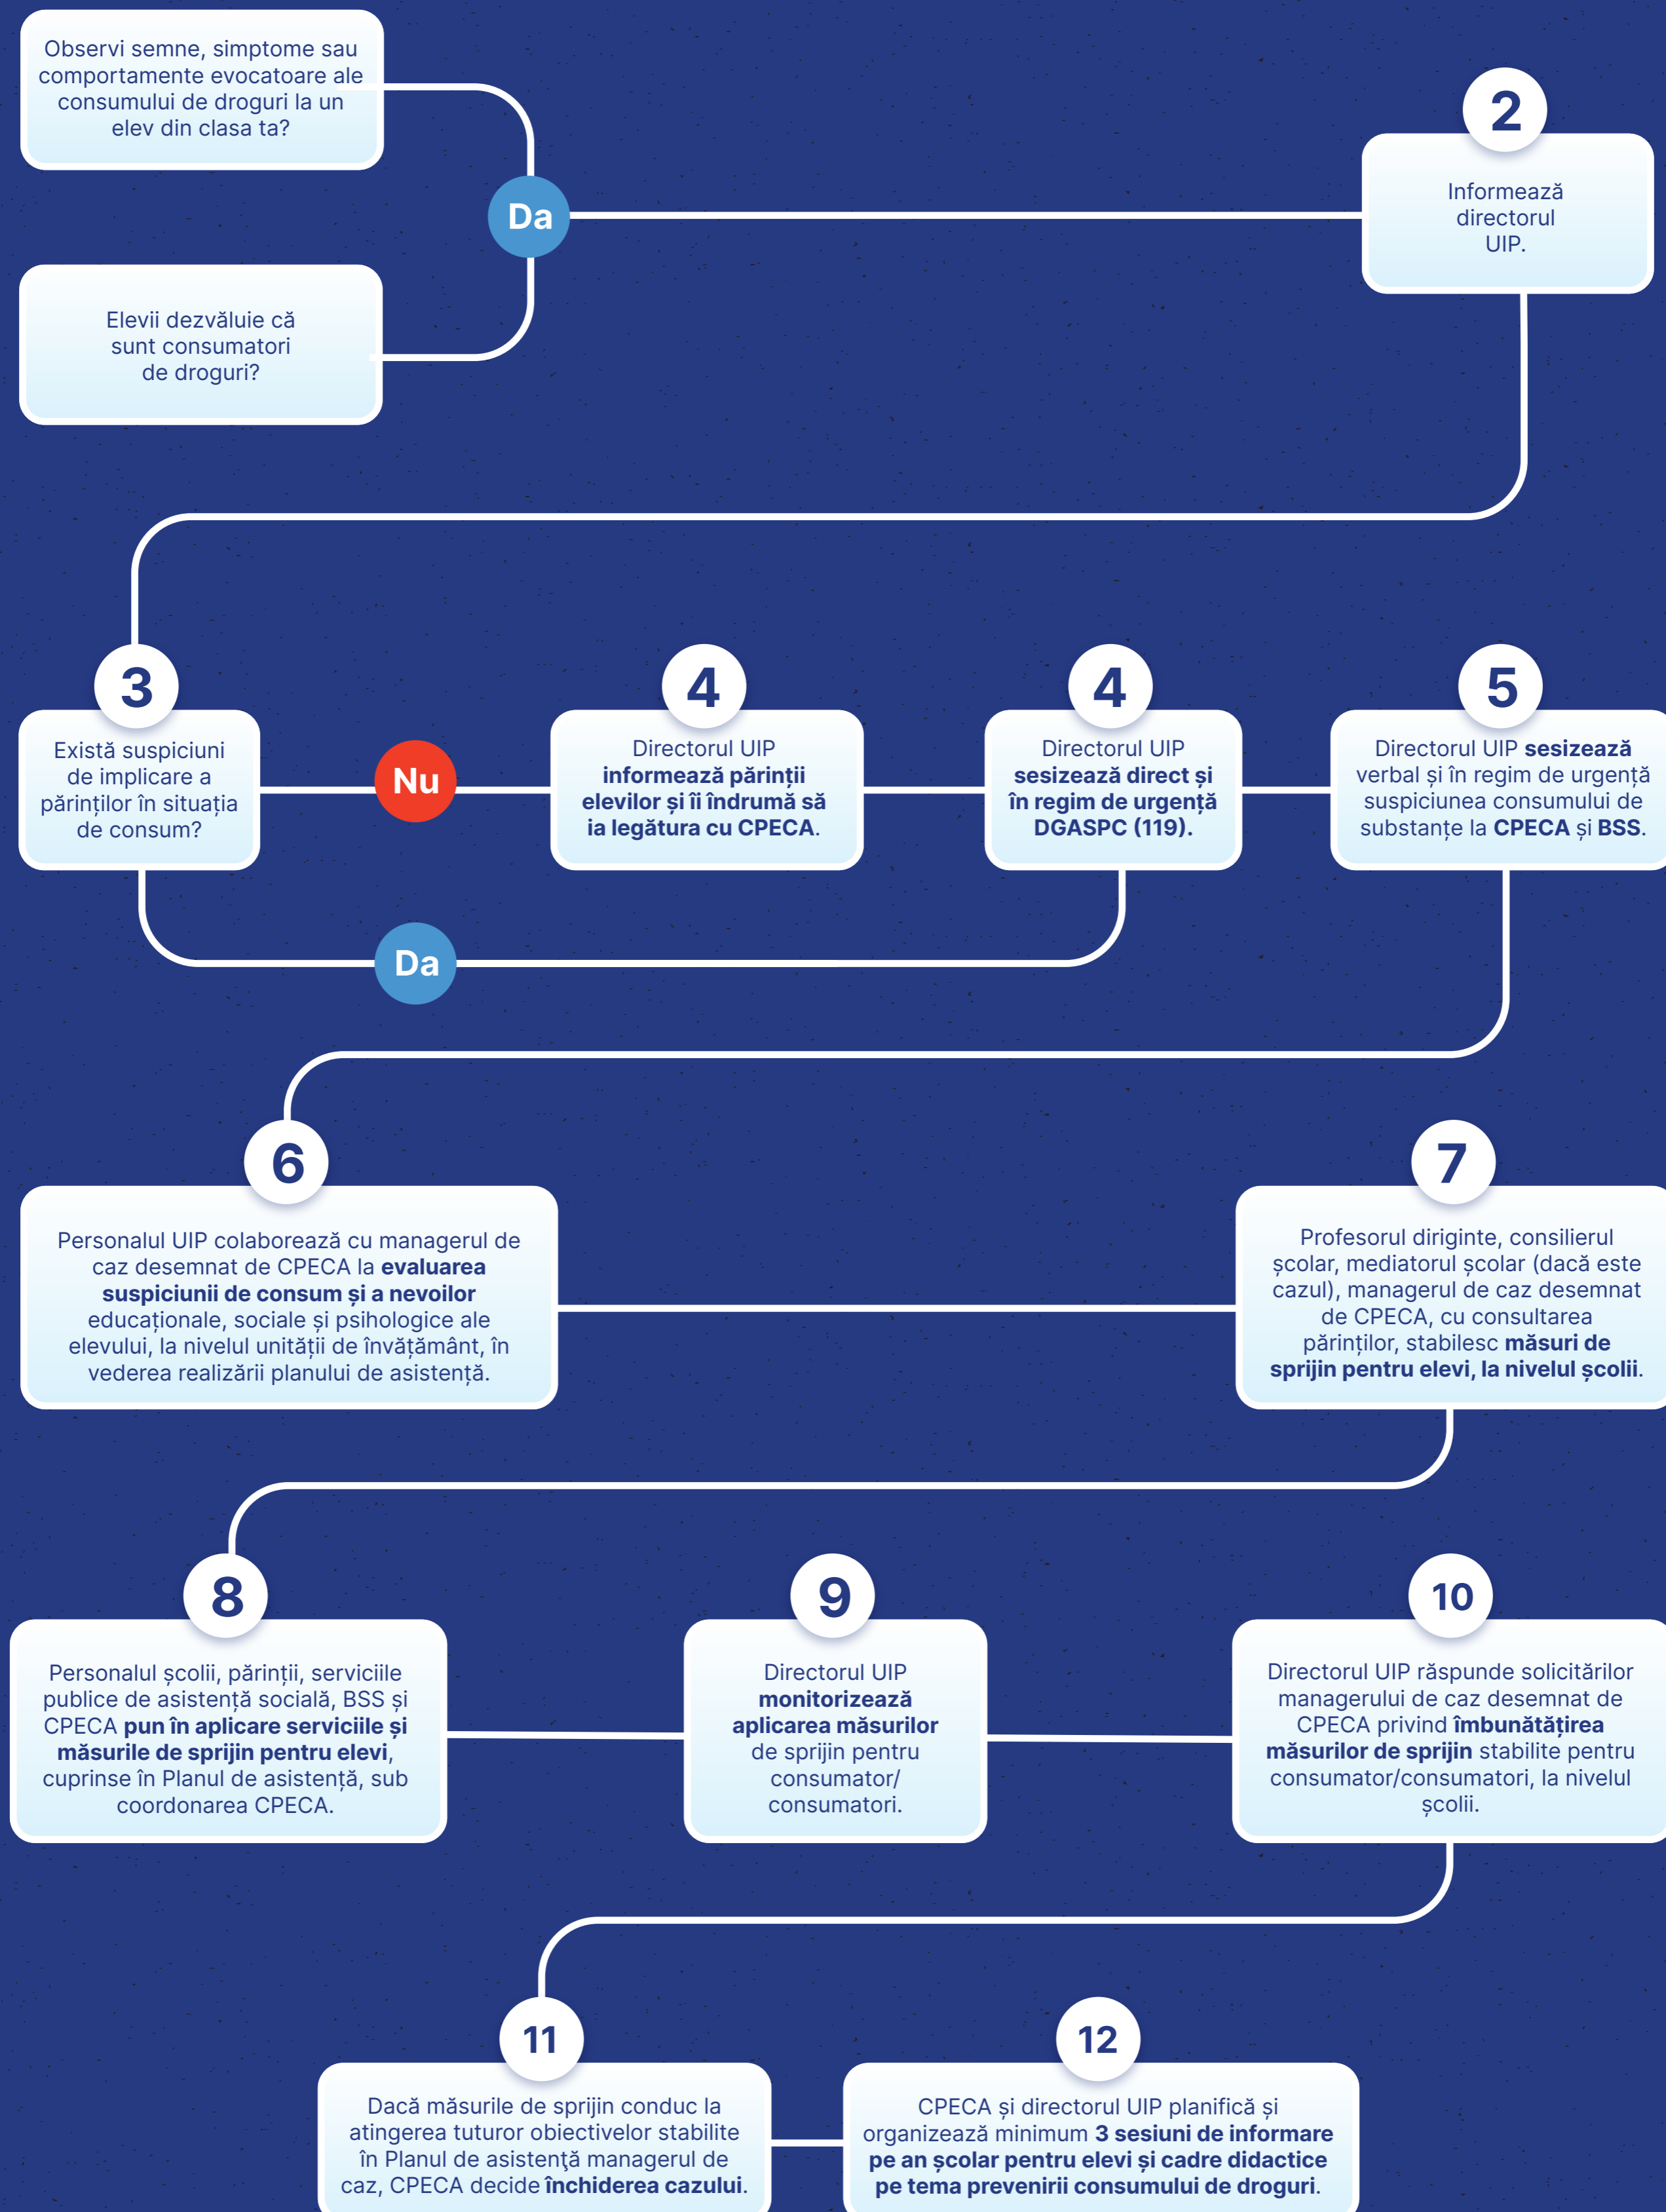 Observi semne, simptome sau
comportamente evocatoare ale
consumului de droguri la un
elev din clasa ta?
Da
Elevii dezvăluie că
sunt consumatori
de droguri?
2
Informează
directorul
UIP.
3
Există suspiciuni
de implicare a
părinților în situația
de consum?
Nu
4
Directorul UIP
informează părinții
elevilor și îi îndrumă să
ia legătura cu CPECA.
Da
4
Directorul UIP
sesizează direct și
în regim de urgență
DGASPC (119).
5
Directorul UIP sesizează
verbal și în regim de urgență
suspiciunea consumului de
substanțe la CPECA și BSS.
6
Personalul UIP colaborează cu managerul de
caz desemnat de CPECA la evaluarea
suspiciunii de consum și a nevoilor
educaționale, sociale și psihologice ale
elevului, la nivelul unității de învățământ, în
vederea realizării planului de asistență.
7
Profesorul diriginte, consilierul
școlar, mediatorul școlar (dacă este
cazul), managerul de caz desemnat
de CPECA, cu consultarea
părinților, stabilesc măsuri de
sprijin pentru elevi, la nivelul școlii.
8
Personalul școlii, părinții, serviciile
publice de asistență socială, BSS și
CPECA pun în aplicare serviciile și
măsurile de sprijin pentru elevi,
cuprinse în Planul de asistență, sub
coordonarea CPECA.
9
Directorul UIP
monitorizează
aplicarea măsurilor
de sprijin pentru
consumator/
consumatori.
10
Directorul UIP răspunde solicitărilor
managerului de caz desemnat de
CPECA privind îmbunătățirea
măsurilor de sprijin stabilite pentru
consumator/consumatori, la nivelul
școlii.
11
Dacă măsurile de sprijin conduc la
atingerea tuturor obiectivelor stabilite
în Planul de asistenţă managerul de
caz, CPECA decide închiderea cazului.
12
CPECA și directorul UIP planifică și
organizează minimum 3 sesiuni de informare
pe an școlar pentru elevi și cadre didactice
pe tema prevenirii consumului de droguri.